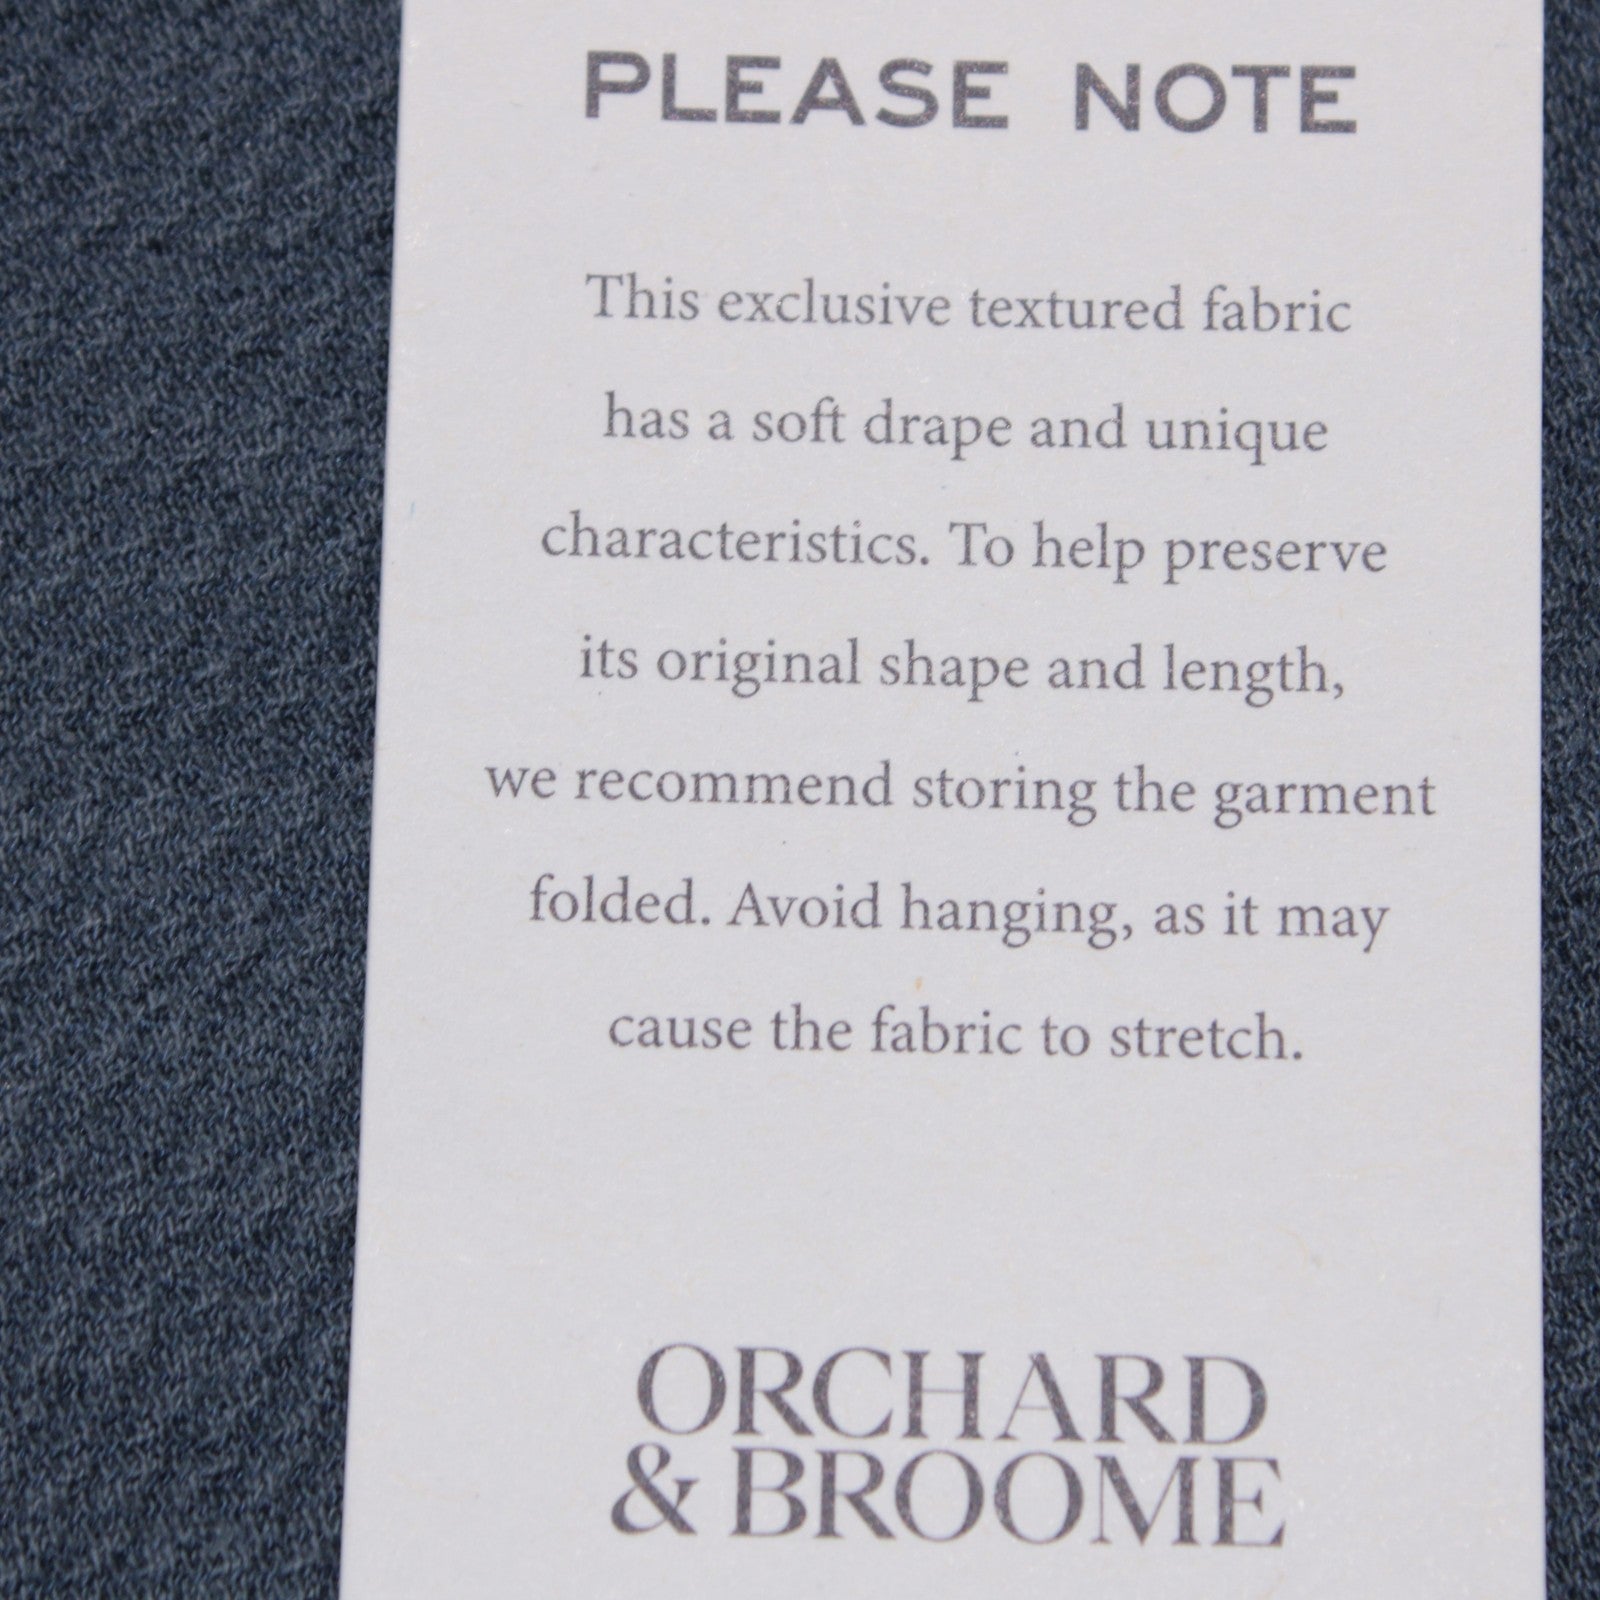 PLEASE NOTE
This exclusive textured fabric
has a soft drape and unique
characteristics. To help preserve
its original shape and length,
we recommend storing the garment
folded. Avoid hanging, as it may
cause the fabric to stretch.
ORCHARD
& BROOME